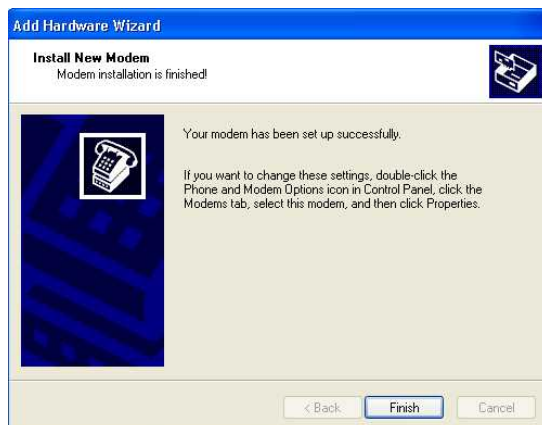 Add Hardware Wizard
Install New Modem
Modem installation is finished!
Your modem has been set up successfully.
If you want to change these settings, double-click the
Phone and Modem Options icon in Control Panel, click the
Modems tab, select this modem, and then click Properties.
< Back
Finish
Cancel